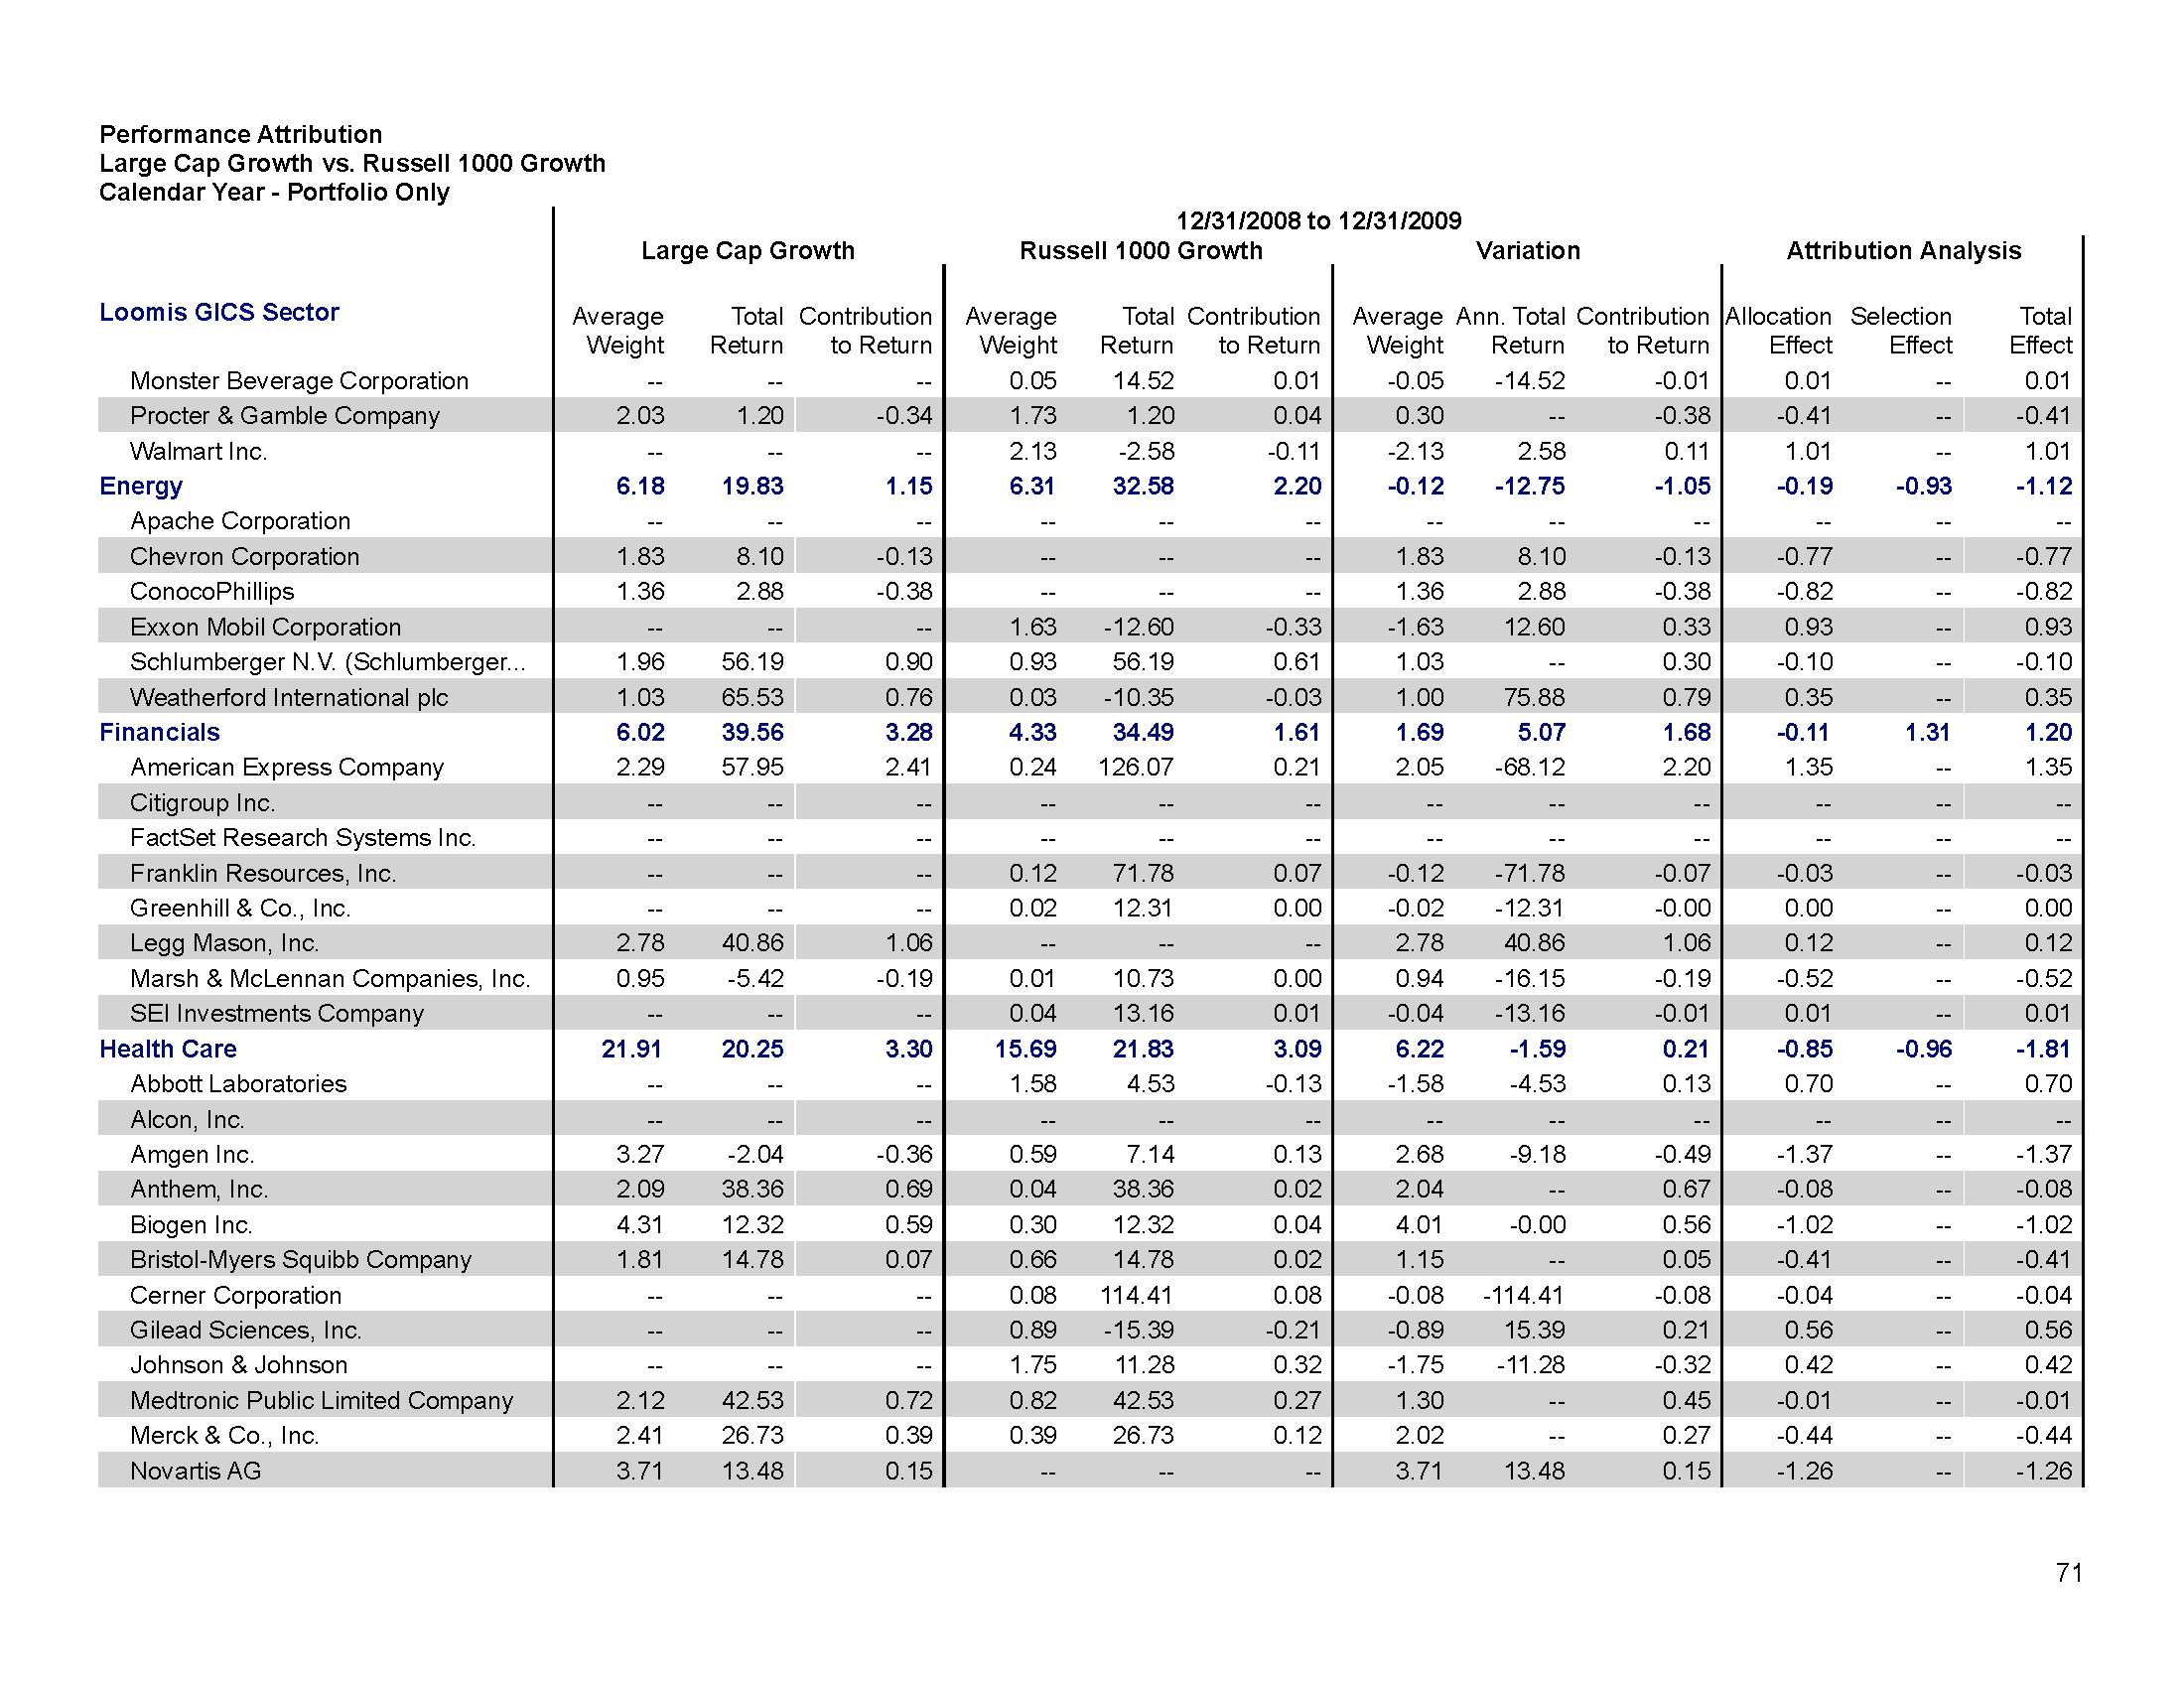 Performance Attribution
Large Cap Growth vs. Russell 1000 Growth
Calendar Year - Portfolio Only
12/31/2008 to 12/31/2009
Large Cap Growth Russell 1000 Growth Variation Attribution Analysis
Loomis GICS Sector Average Weight Total Return Contribution to Return Average Weight Total Return Contribution to Return Average Weight Ann. Total Return Contribution to Return Allocation Effect Selection Effect Total Effect
Monster Beverage Corporation -- -- -- 0.05 14.52 0.01 -0.05 -14.52 -0.01 0.01 -- 0.01
Procter & Gamble Company 2.03 1.20 -0.34 1.73 1.20 0.04 0.30 -- -0.38 -0.41 -- -0.41
Walmart Inc. -- -- -- 2.13 -2.58 -0.11 -2.13 2.58 0.11 1.01 -- 1.01
Energy 6.18 19.83 1.15 6.31 32.58 2.20 -0.12 -12.75 -1.05 -0.19 -0.93 -1.12
Apache Corporation -- -- -- -- -- -- -- -- -- -- -- --
Chevron Corporation 1.83 8.10 -0.13 -- -- -- 1.83 8.10 -0.13 -0.77 -- -0.77
ConocoPhillips 1.36 2.88 -0.38 -- -- -- 1.36 2.88 -0.38 -0.82 -- -0.82
Exxon Mobil Corporation -- -- -- 1.63 -12.60 -0.33 -1.63 12.60 0.33 0.93 -- 0.93
Schlumberger N.V. (Schlumberger... 1.96 56.19 0.90 0.93 56.19 0.61 1.03 -- 0.30 -0.10 -- -0.10
Weatherford International plc 1.03 65.53 0.76 0.03 -10.35 -0.03 1.00 75.88 0.79 0.35 -- 0.35
Financials 6.02 39.56 3.28 4.33 34.49 1.61 1.69 5.07 1.68 -0.11 1.31 1.20
American Express Company 2.29 57.95 2.41 0.24 126.07 0.21 2.05 -68.12 2.20 1.35 -- 1.35
Citigroup Inc. -- -- -- -- -- -- -- -- -- -- -- --
FactSet Research Systems Inc. -- -- -- -- -- -- -- -- -- -- -- --
Franklin Resources, Inc. -- -- -- 0.12 71.78 0.07 -0.12 -71.78 -0.07 -0.03 -- -0.03
Greenhill & Co., Inc. -- -- -- 0.02 12.31 0.00 -0.02 -12.31 -0.00 0.00 -- 0.00
Legg Mason, Inc. 2.78 40.86 1.06 -- -- -- 2.78 40.86 1.06 0.12 -- 0.12
Marsh & McLennan Companies, Inc. 0.95 -5.42 -0.19 0.01 10.73 0.00 0.94 -16.15 -0.19 -0.52 -- -0.52
SEI Investments Company -- -- -- 0.04 13.16 0.01 -0.04 -13.16 -0.01 0.01 -- 0.01
Health Care 21.91 20.25 3.30 15.69 21.83 3.09 6.22 -1.59 0.21 -0.85 -0.96 -1.81
Abbott Laboratories -- -- -- 1.58 4.53 -0.13 -1.58 -4.53 0.13 0.70 -- 0.70
Alcon, Inc. -- -- -- -- -- -- -- -- -- -- -- --
Amgen Inc. 3.27 -2.04 -0.36 0.59 7.14 0.13 2.68 -9.18 -0.49 -1.37 -- -1.37
Anthem, Inc. 2.09 38.36 0.69 0.04 38.36 0.02 2.04 -- 0.67 -0.08 -- -0.08
Biogen Inc. 4.31 12.32 0.59 0.30 12.32 0.04 4.01 -0.00 0.56 -1.02 -- -1.02
Bristol-Myers Squibb Company 1.81 14.78 0.07 0.66 14.78 0.02 1.15 -- 0.05 -0.41 -- -0.41
Cerner Corporation -- -- -- 0.08 114.41 0.08 -0.08 -114.41 -0.08 -0.04 -- -0.04
Gilead Sciences, Inc. -- -- -- 0.89 -15.39 -0.21 -0.89 15.39 0.21 0.56 -- 0.56
Johnson & Johnson -- -- -- 1.75 11.28 0.32 -1.75 -11.28 -0.32 0.42 -- 0.42
Medtronic Public Limited Company 2.12 42.53 0.72 0.82 42.53 0.27 1.30 -- 0.45 -0.01 -- -0.01
Merck & Co., Inc. 2.41 26.73 0.39 0.39 26.73 0.12 2.02 -- 0.27 -0.44 -- -0.44
Novartis AG 3.71 13.48 0.15 -- -- -- 3.71 13.48 0.15 -1.26 -- -1.26
71